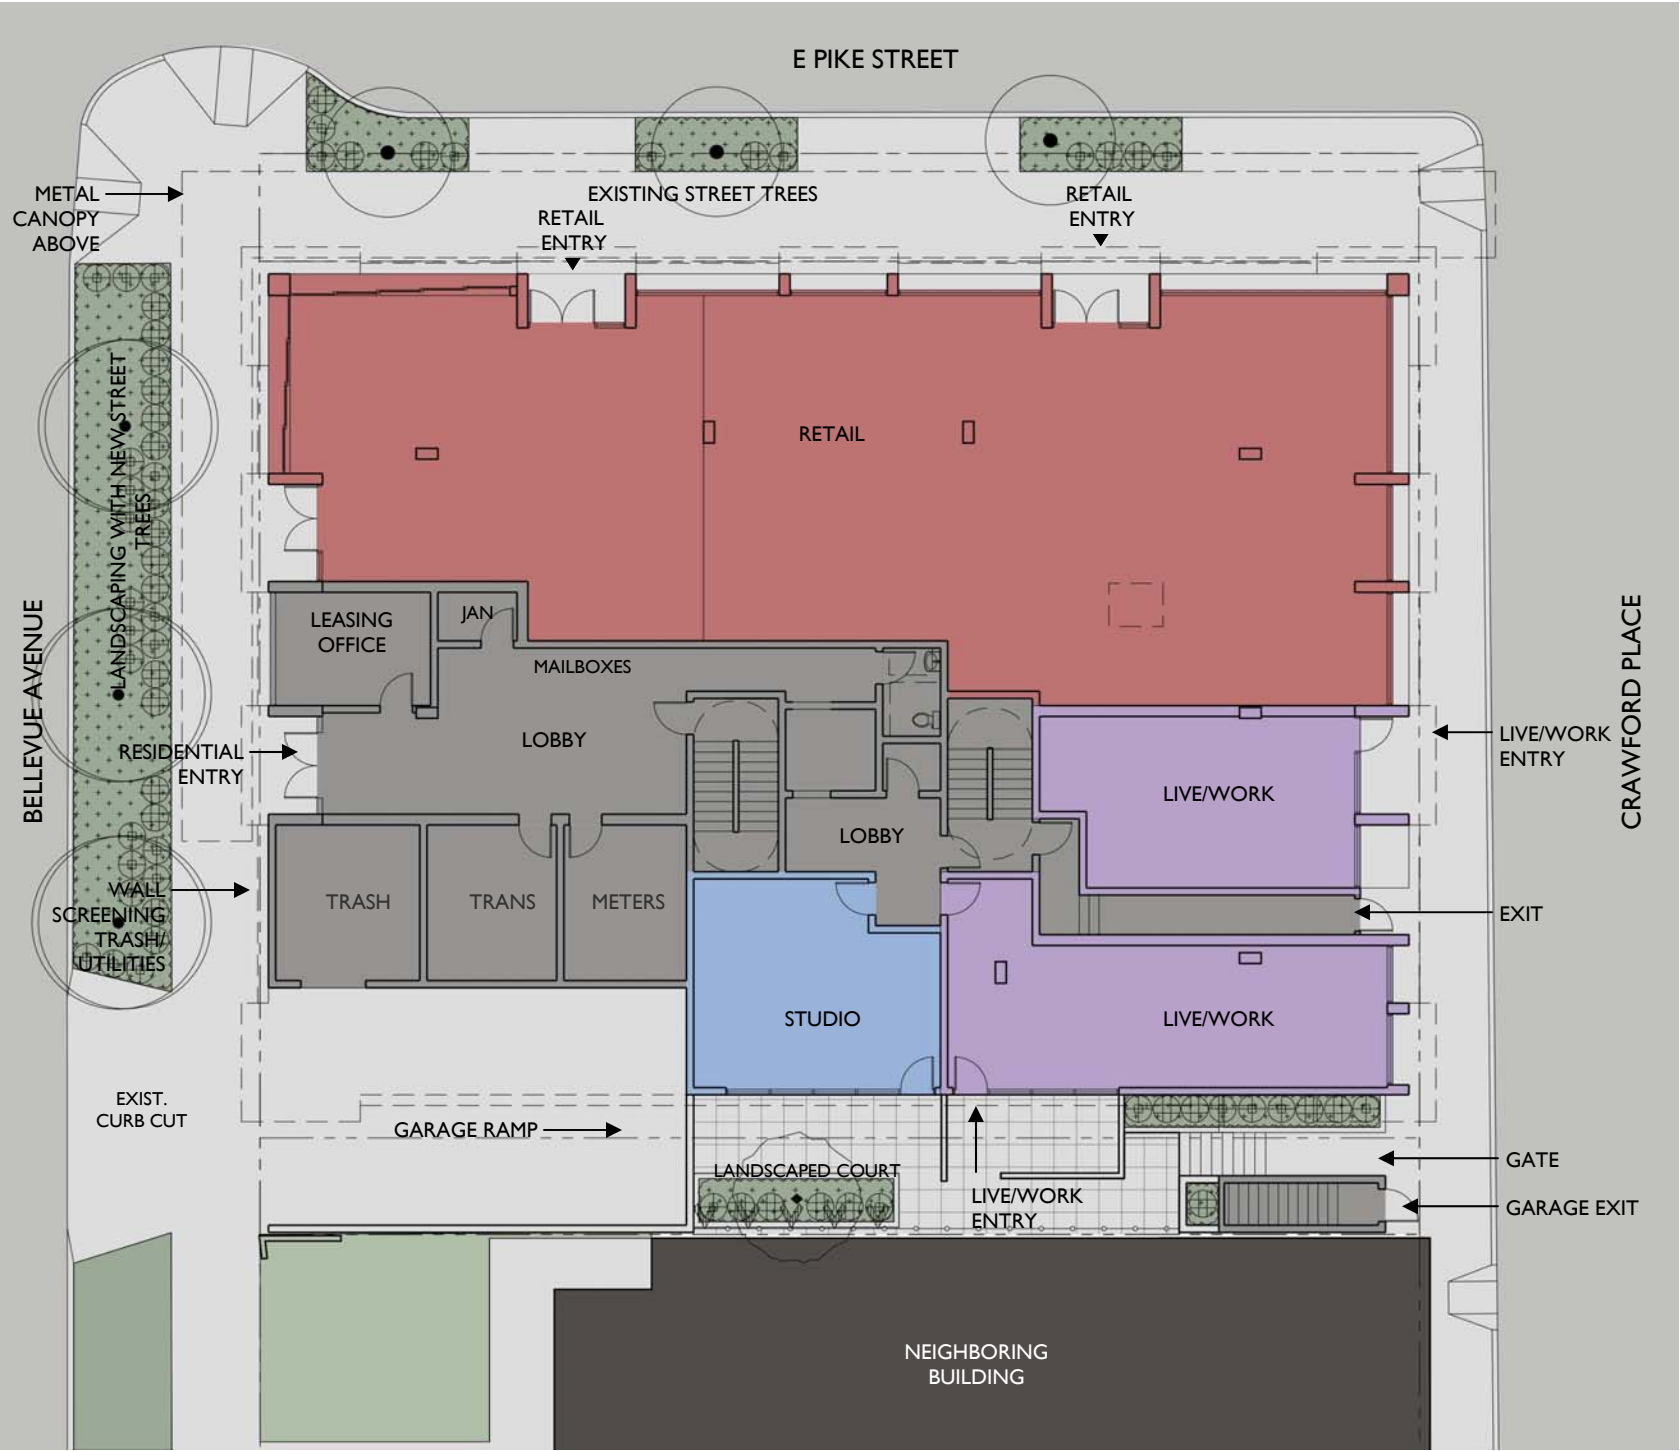 E PIKE STREET
METAL
CANOPY
ABOVE
EXISTING STREET TREES
RETAIL
ENTRY
RETAIL
ENTRY
LANDSCAPING WITH NEW STREET
TREES
RETAIL
BELLEVUE AVENUE
CRAWFORD PLACE
LEASING
OFFICE
JAN
MAILBOXES
RESIDENTIAL
ENTRY
LOBBY
LIVE/WORK
ENTRY
LIVE/WORK
LOBBY
WALL
SCREENING
TRASH/
UTILITIES
TRASH
TRANS
METERS
EXIT
STUDIO
LIVE/WORK
EXIST.
CURB CUT
GARAGE RAMP
LANDSCAPED COURT
LIVE/WORK
ENTRY
GATE
GARAGE EXIT
NEIGHBORING
BUILDING